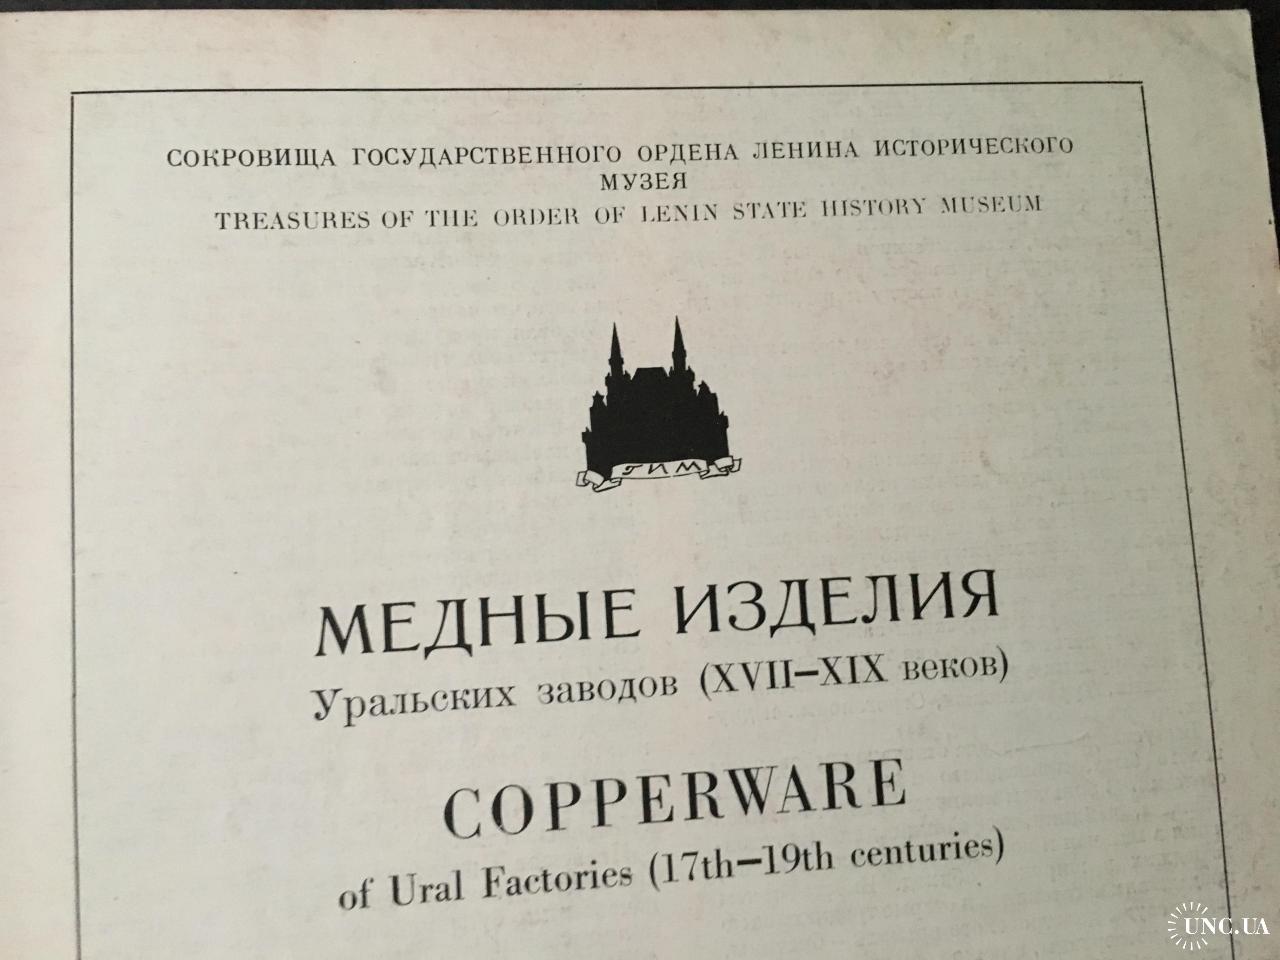 СОКРОВИЩА ГОСУДАРСТВЕННОГО ОРДЕНА ЛЕНИНА ИСТОРИЧЕСКОГО
МУЗЕЯ
TREASURES OF THE ORDER OF LENIN STATE HISTORY MUSEUM
ГИМ
МЕДНЫЕ ИЗДЕЛИЯ
Уральских заводов (XVII—XIX веков)
COPPERWARE
of Ural Factories (17th—19th centuries)
UNC.UA